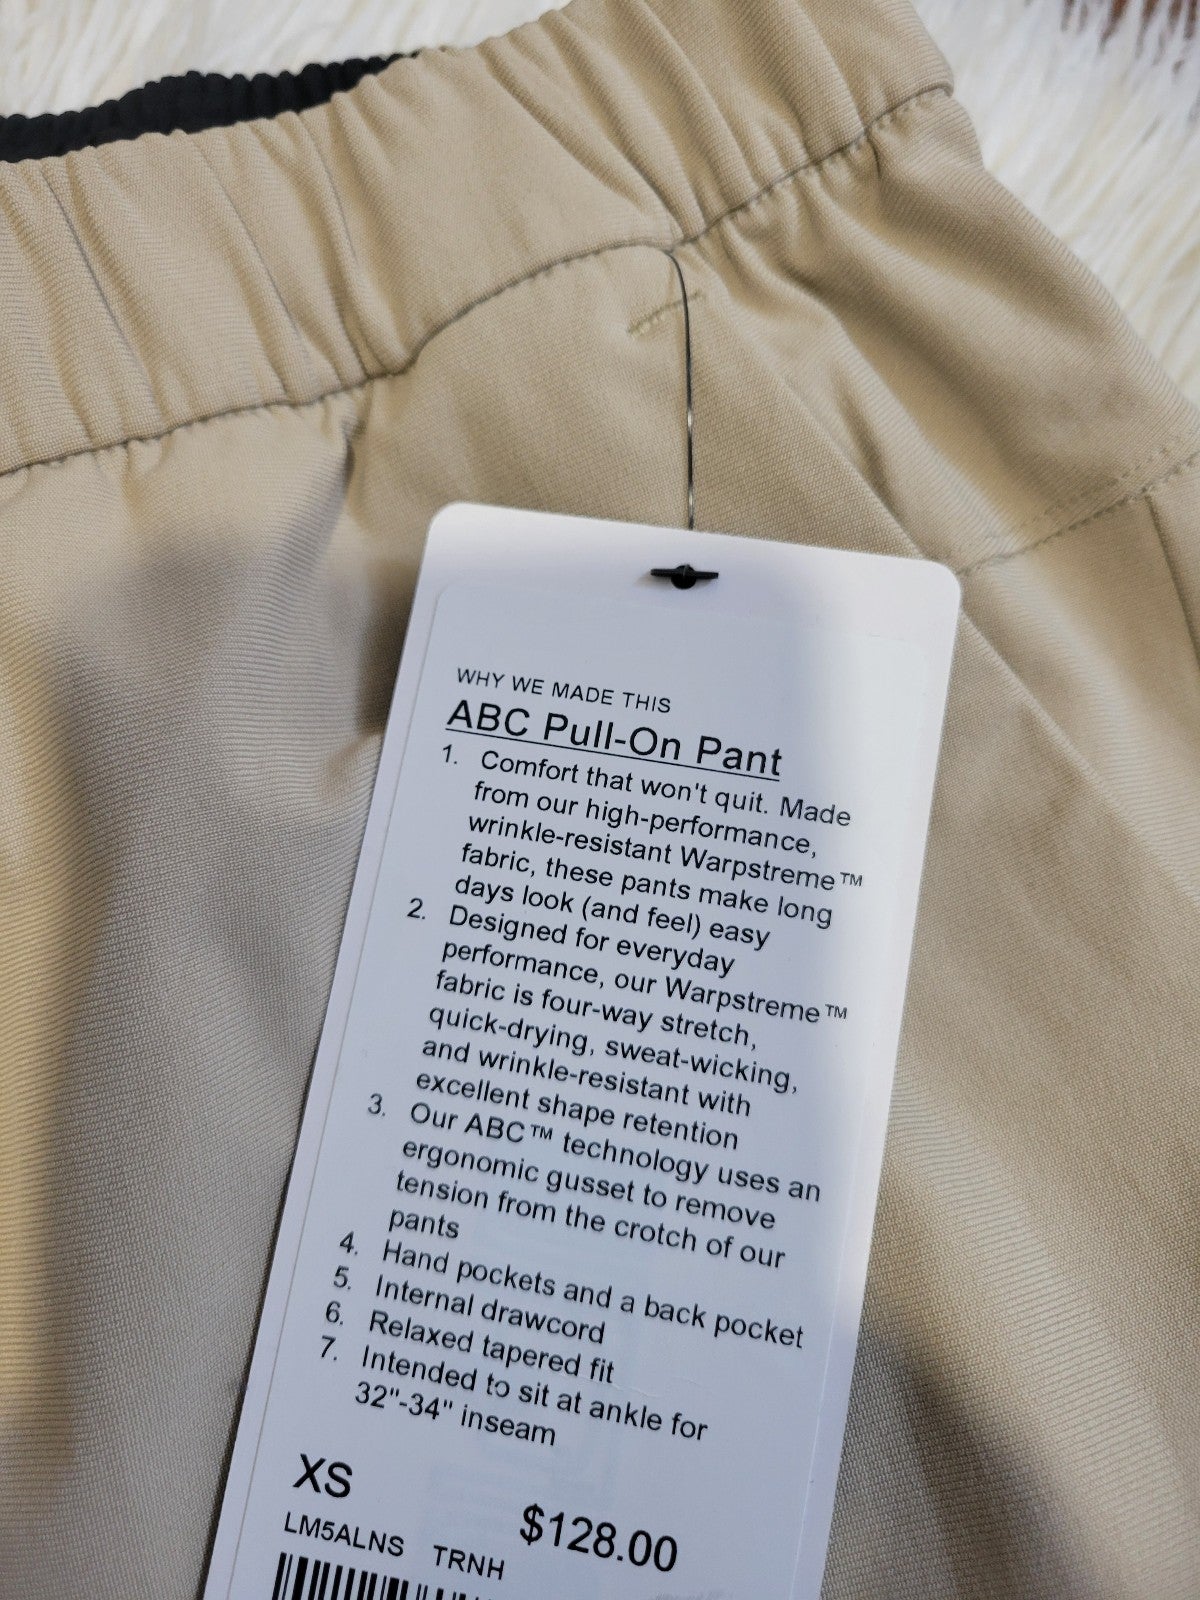 WHY WE MADE THIS
ABC Pull-On Pant
1. Comfort that won't quit. Made
from our high-performance,
wrinkle-resistant Warpstreme™
fabric, these pants make long
days look (and feel) easy
2. Designed for everyday
performance, our Warpstreme™
fabric is four-way stretch,
quick-drying, sweat-wicking,
and wrinkle-resistant with
excellent shape retention
3. Our ABC™ technology uses an
ergonomic gusset to remove
tension from the crotch of our
pants
4. Hand pockets and a back pocket
5. Internal drawcord
6. Relaxed tapered fit
7. Intended to sit at ankle for
32"-34" inseam
XS
$128.00
LM5ALNS TRNH